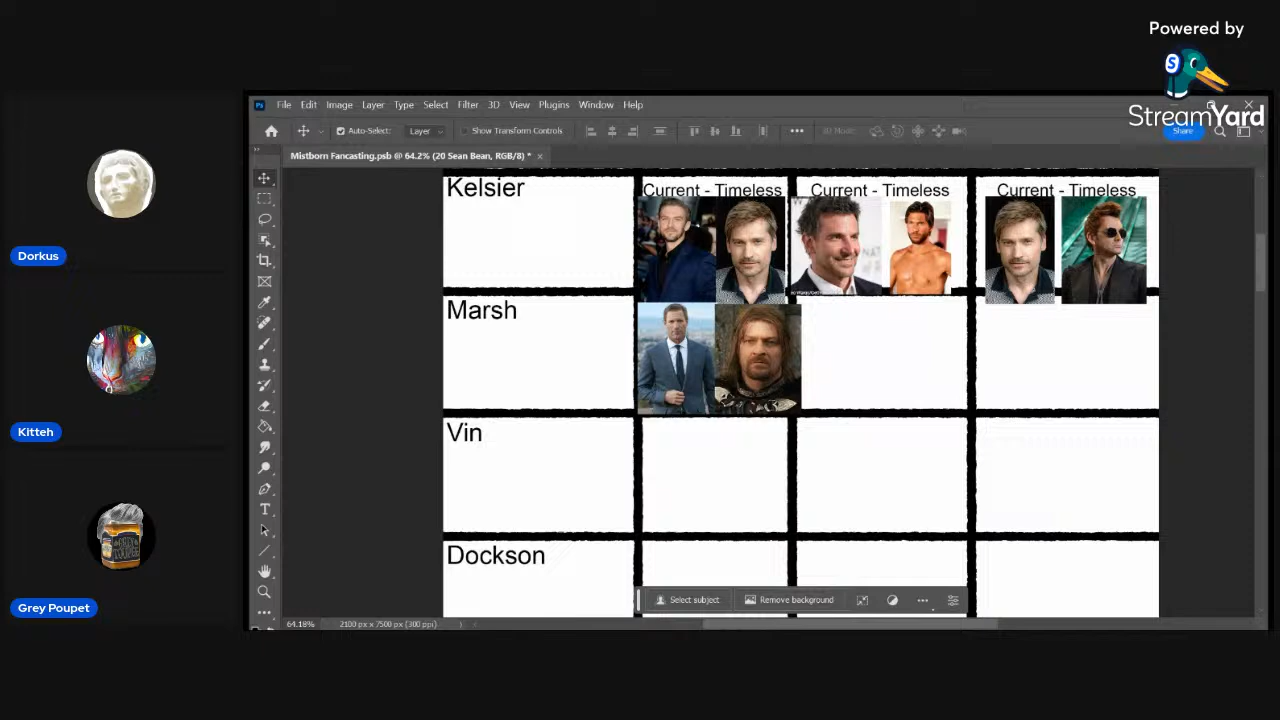 Powered by
StreamYard
File Edit Image Layer Type Select Filter 3D View Plugins Window Help
Auto-Select: Layer Show Transform Controls 3D Mode: Share
Mistborn Fancasting.psb @ 64.2% (20 Sean Bean, RGB/8) *
Kelsier
Current - Timeless Current - Timeless Current - Timeless
Dorkus
Marsh
Kitteh
Vin
Dockson
Select subject Remove background
Grey Poupet
64.18% 2100 px x 7500 px (300 ppi)